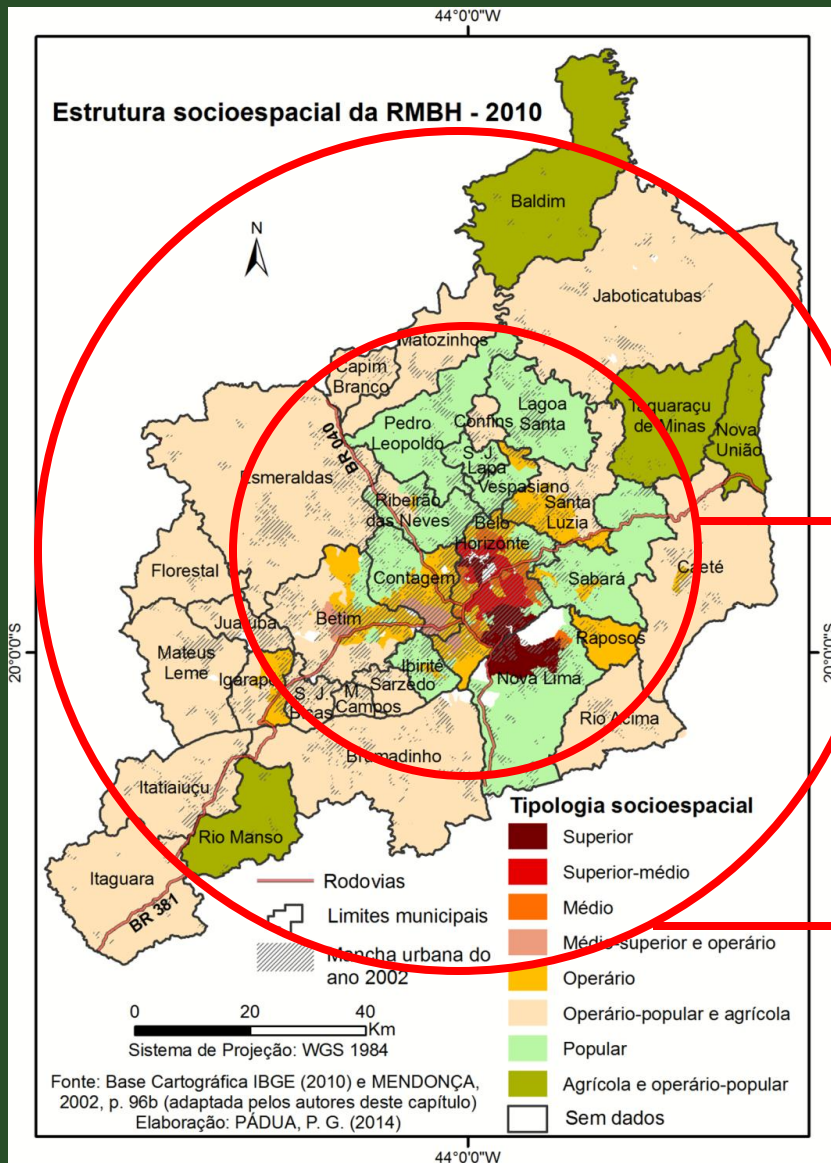 44°0'0"W
Estrutura socioespacial da RMBH - 2010
N
Baldim
Jaboticatubas
Matozinhos
Capim
Branco
Lagoa
Santa
Confins
Pedro
Leopoldo
Taquaraçu
de Minas
Nova
União
BR 040
S. J.
Lapa
Esmeraldas
Vespasiano
Ribeirão
das Neves
Santa
Luzia
Belo
Horizonte
Florestal
Contagem
Sabará
Caeté
Juatuba
Betim
Mateus
Leme
Raposos
20°0'0"S
20°0'0"S
Igarapé
Ibirité
Sarzedo
Nova Lima
S J
Bicas
M.
Campos
Rio Acima
Brumadinho
Itatiaiuçu
Rio Manso
Itaguara
BR 381
Tipologia socioespacial
Superior
Superior-médio
Médio
Médio-superior e operário
Operário
Operário-popular e agrícola
Popular
Agrícola e operário-popular
Sem dados
Rodovias
Limites municipais
Mancha urbana do
ano 2002
0 20 40
Km
Sistema de Projeção: WGS 1984
Fonte: Base Cartográfica IBGE (2010) e MENDONÇA,
2002, p. 96b (adaptada pelos autores deste capítulo)
Elaboração: PÁDUA, P. G. (2014)
44°0'0"W